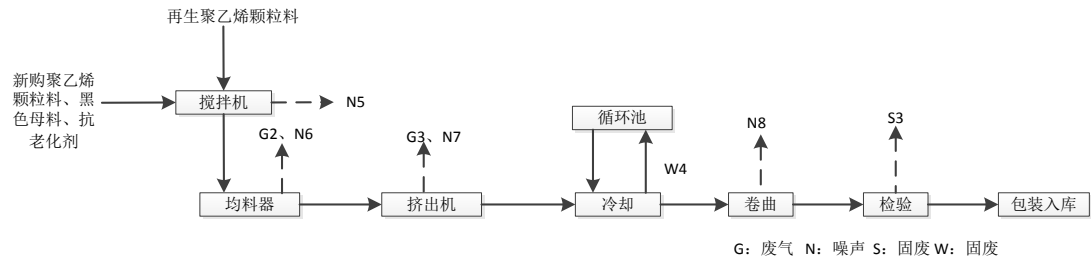 再生聚乙烯颗粒料
新购聚乙烯
颗粒料、黑
色母料、抗
老化剂
搅拌机
N5
G2、N6
G3、N7
循环池
W4
N8
S3
均料器
挤出机
冷却
卷曲
检验
包装入库
G：废气 N：噪声 S：固废 W：固废